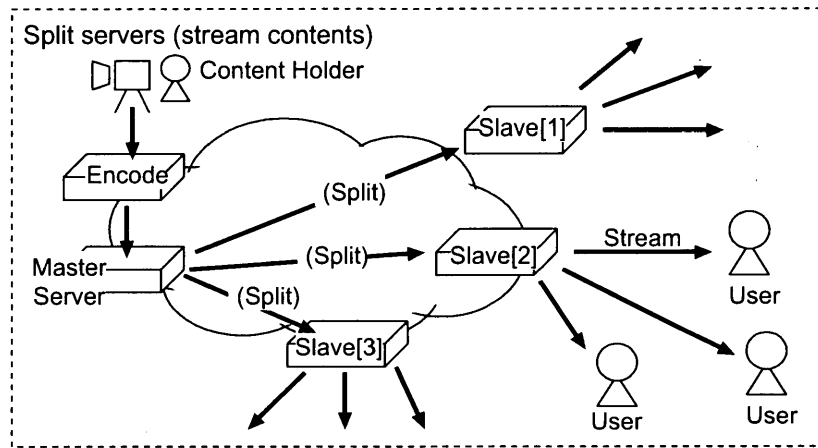 Split servers (stream contents)
Content Holder
Slave[1]
Encode
(Split)
Master
Server
(Split)
Slave[2]
Stream
User
(Split)
Slave[3]
User
User